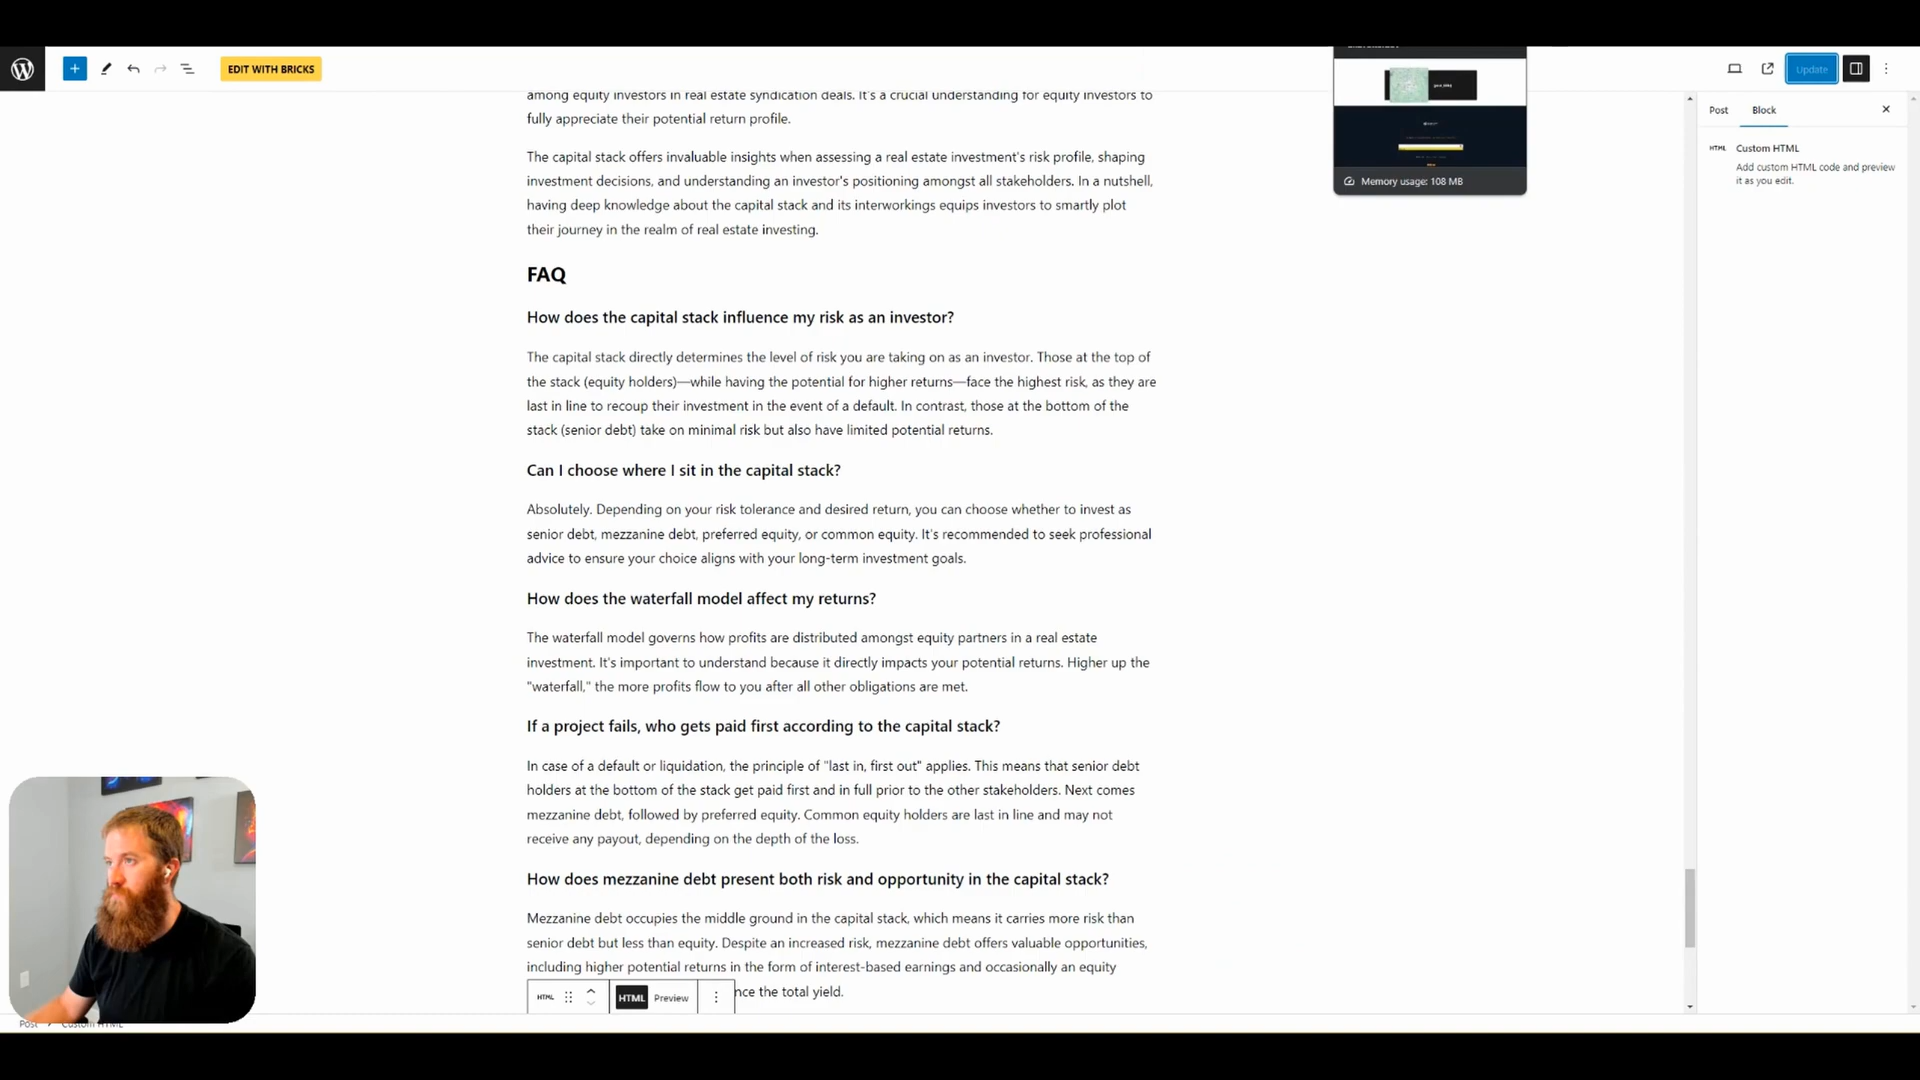 EDIT WITH BRICKS
Update
Memory usage: 108 MB
among equity investors in real estate syndication deals. It's a crucial understanding for equity investors to
fully appreciate their potential return profile.
The capital stack offers invaluable insights when assessing a real estate investment's risk profile, shaping
investment decisions, and understanding an investor's positioning amongst all stakeholders. In a nutshell,
having deep knowledge about the capital stack and its interworkings equips investors to smartly plot
their journey in the realm of real estate investing.
FAQ
How does the capital stack influence my risk as an investor?
The capital stack directly determines the level of risk you are taking on as an investor. Those at the top of
the stack (equity holders)—while having the potential for higher returns—face the highest risk, as they are
last in line to recoup their investment in the event of a default. In contrast, those at the bottom of the
stack (senior debt) take on minimal risk but also have limited potential returns.
Can I choose where I sit in the capital stack?
Absolutely. Depending on your risk tolerance and desired return, you can choose whether to invest as
senior debt, mezzanine debt, preferred equity, or common equity. It's recommended to seek professional
advice to ensure your choice aligns with your long-term investment goals.
How does the waterfall model affect my returns?
The waterfall model governs how profits are distributed amongst equity partners in a real estate
investment. It's important to understand because it directly impacts your potential returns. Higher up the
"waterfall," the more profits flow to you after all other obligations are met.
If a project fails, who gets paid first according to the capital stack?
In case of a default or liquidation, the principle of "last in, first out" applies. This means that senior debt
holders at the bottom of the stack get paid first and in full prior to the other stakeholders. Next comes
mezzanine debt, followed by preferred equity. Common equity holders are last in line and may not
receive any payout, depending on the depth of the loss.
How does mezzanine debt present both risk and opportunity in the capital stack?
Mezzanine debt occupies the middle ground in the capital stack, which means it carries more risk than
senior debt but less than equity. Despite an increased risk, mezzanine debt offers valuable opportunities,
including higher potential returns in the form of interest-based earnings and occasionally an equity
nce the total yield.
HTML
HTML
Preview
Post
Block
HTML
Custom HTML
Add custom HTML code and preview
it as you edit.
Post
Custom HTML